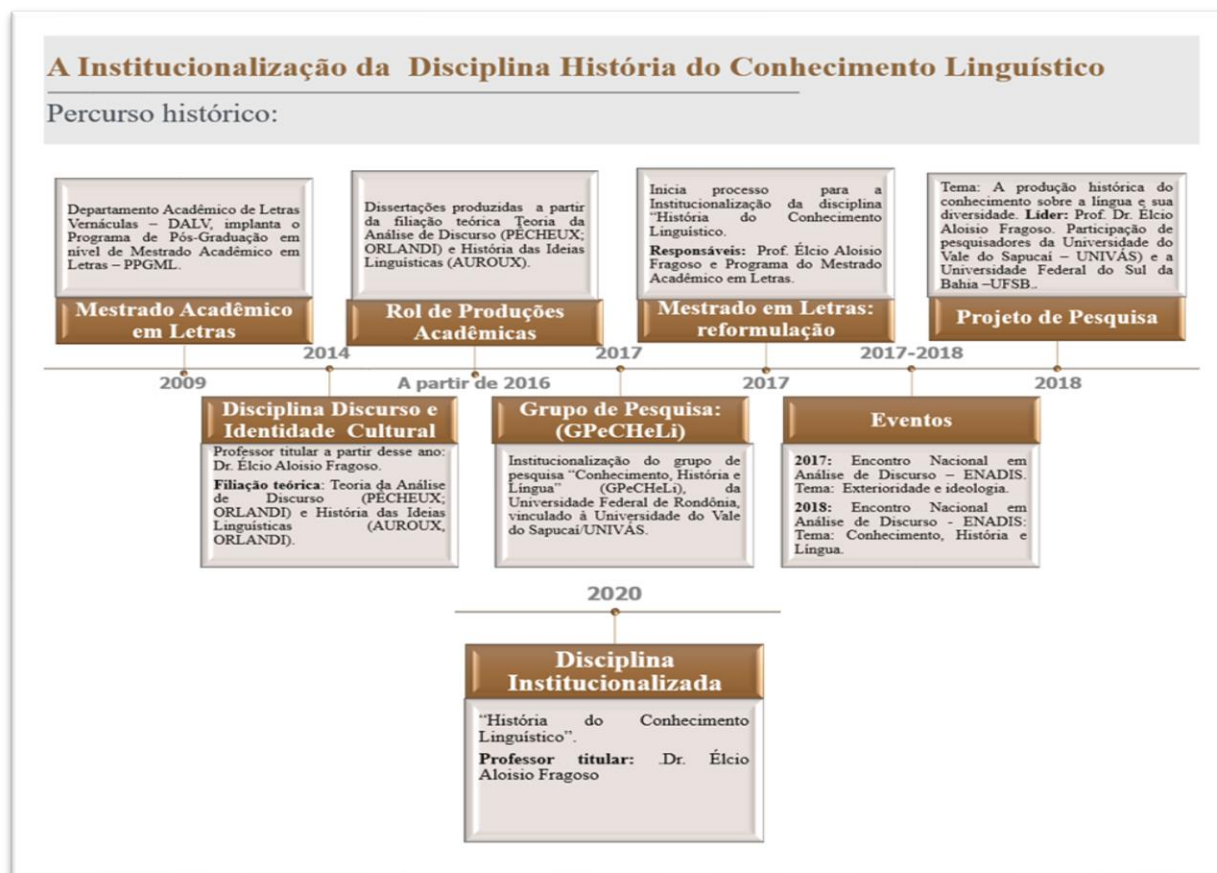 A Institucionalização da Disciplina História do Conhecimento Linguístico
Percurso histórico:
Departamento Acadêmico de Letras
Vernáculas – DALV, implanta o
Programa de Pós-Graduação em
nível de Mestrado Acadêmico em
Letras – PPGML.
Mestrado Acadêmico
em Letras
2009
2014
Disciplina Discurso e
Identidade Cultural
Professor titular a partir desse ano:
Dr. Élcio Aloisio Fragoso.
Filiação teórica: Teoria da Análise
de Discurso (PÊCHEUX;
ORLANDI) e História das Ideias
Linguísticas (AUROUX,
ORLANDI).
Dissertações produzidas a partir
da filiação teórica Teoria da
Análise de Discurso (PÊCHEUX;
ORLANDI) e História das Ideias
Linguísticas (AUROUX).
Rol de Produções
Acadêmicas
A partir de 2016
2017
Grupo de Pesquisa:
(GPeCHeLi)
Institucionalização do grupo de
pesquisa “Conhecimento, História e
Língua” (GPeCHeLi), da
Universidade Federal de Rondônia,
vinculado à Universidade do Vale
do Sapucaí/UNIVÁS.
Inicia processo para a
Institucionalização da disciplina
“História do Conhecimento
Linguístico.
Responsáveis: Prof. Élcio Aloisio
Fragoso e Programa do Mestrado
Acadêmico em Letras.
Mestrado em Letras:
reformulação
2017
2017-2018
Eventos
2017: Encontro Nacional em
Análise de Discurso – ENADIS.
Tema: Exterioridade e ideologia.
2018: Encontro Nacional em
Análise de Discurso - ENADIS:
Tema: Conhecimento, História e
Língua.
Tema: A produção histórica do
conhecimento sobre a língua e sua
diversidade. Líder: Prof. Dr. Élcio
Aloisio Fragoso. Participação de
pesquisadores da Universidade do
Vale do Sapucaí – UNIVÁS) e a
Universidade Federal do Sul da
Bahia –UFSB..
Projeto de Pesquisa
2018
2020
Disciplina
Institucionalizada
“História do Conhecimento
Linguístico”.
Professor titular: .Dr. Élcio
Aloisio Fragoso